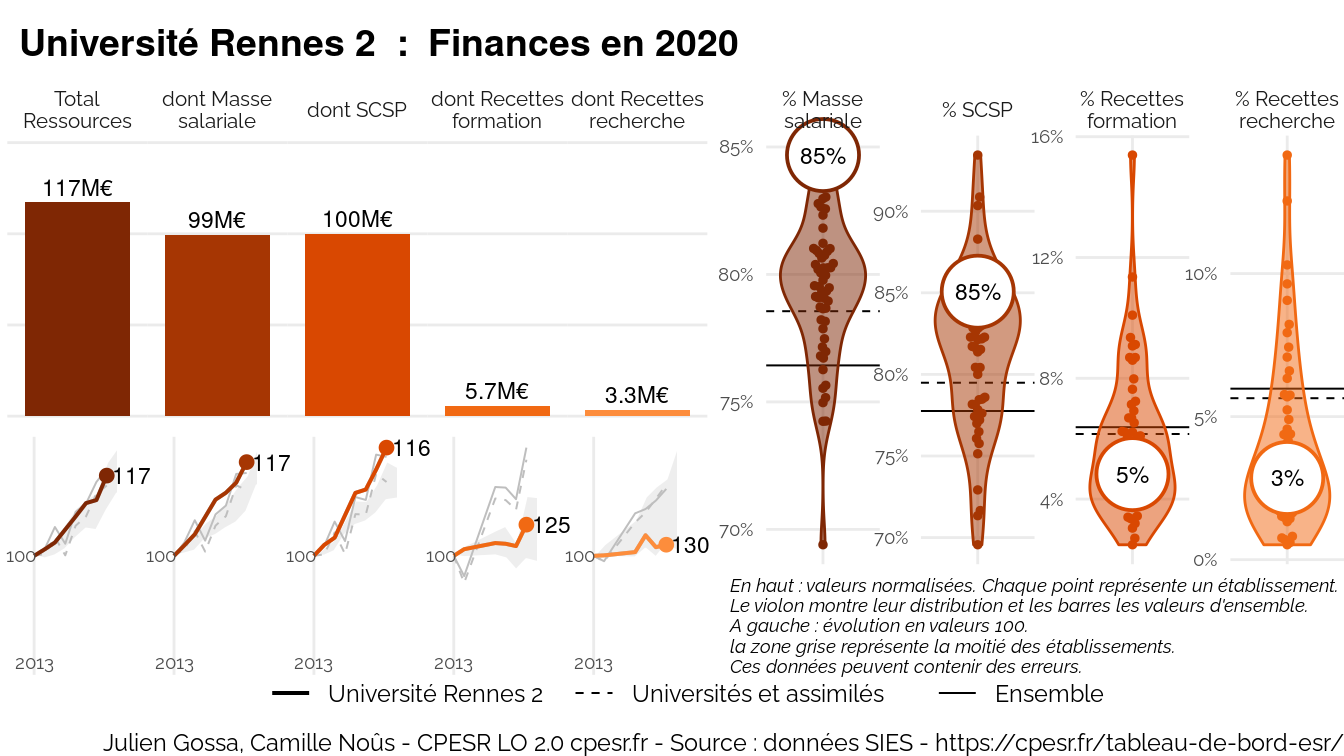 Université Rennes 2 : Finances en 2020
Total
Ressources
dont Masse
salariale
dont SCSP
dont Recettes
formation
dont Recettes
recherche
117M€
99M€
100M€
5.7M€
3.3M€
% Masse
salariale
% SCSP
% Recettes
formation
% Recettes
recherche
85%
80%
75%
70%
85%
90%
85%
80%
75%
70%
85%
16%
12%
8%
4%
5%
10%
5%
0%
3%
100
2013
117
100
2013
117
100
2013
116
100
2013
125
100
2013
130
En haut : valeurs normalisées. Chaque point représente un établissement.
Le violon montre leur distribution et les barres les valeurs d'ensemble.
A gauche : évolution en valeurs 100.
la zone grise représente la moitié des établissements.
Ces données peuvent contenir des erreurs.
Université Rennes 2 Universités et assimilés Ensemble
Julien Gossa, Camille Noûs - CPESR LO 2.0 cpesr.fr - Source : données SIES - https://cpesr.fr/tableau-de-bord-esr/